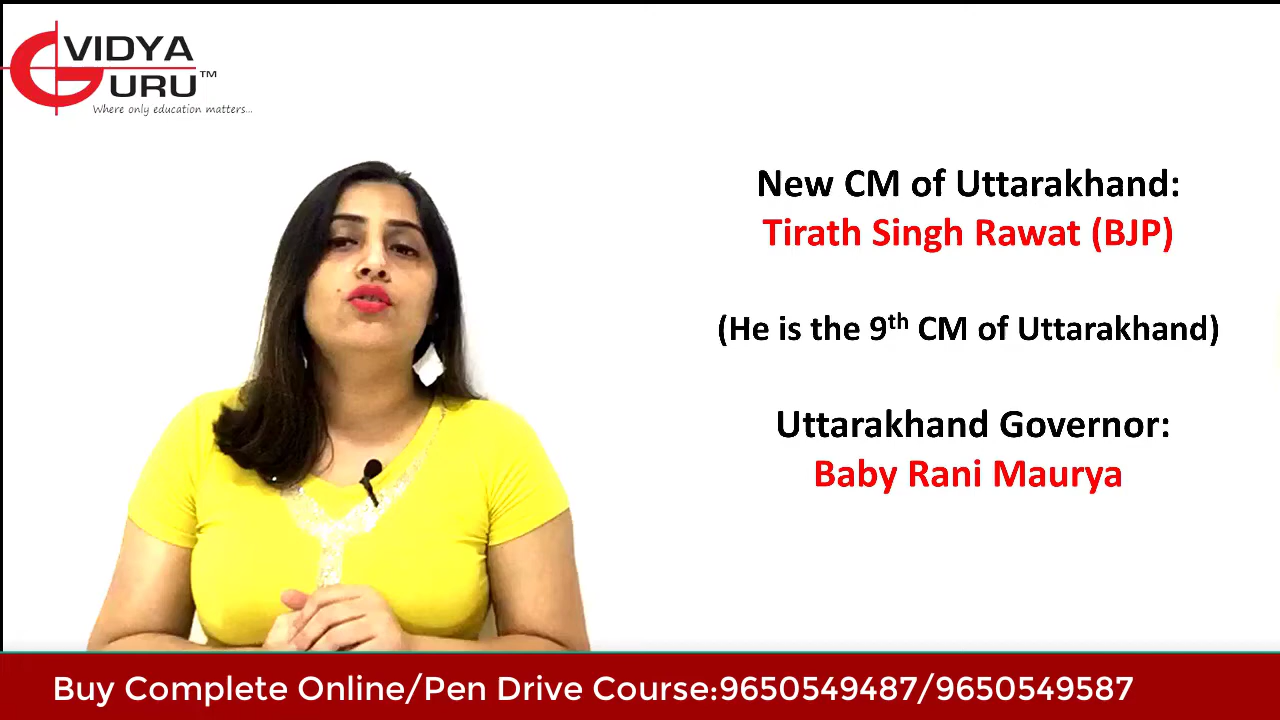 VIDYA
GURU™
Where only education matters...
New CM of Uttarakhand:
Tirath Singh Rawat (BJP)
(He is the 9th CM of Uttarakhand)
Uttarakhand Governor:
Baby Rani Maurya
Buy Complete Online/Pen Drive Course:9650549487/9650549587